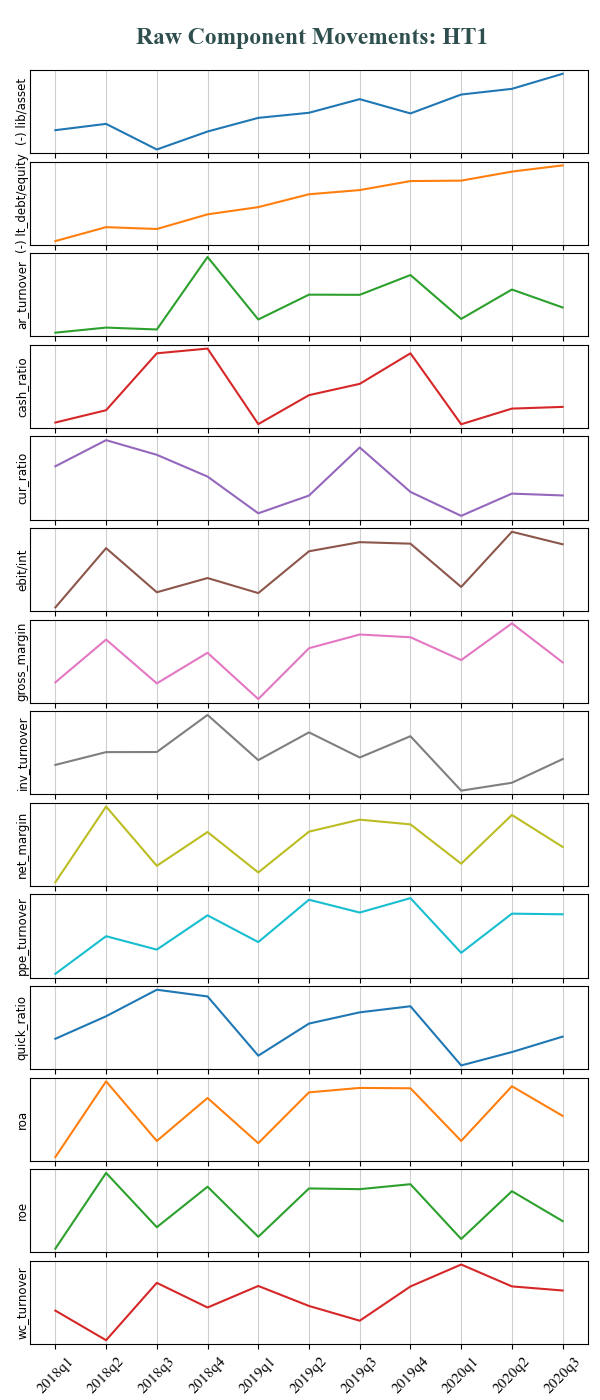 Raw Component Movements: HT1
(-) lib/asset
(-) lt_debt/equity
ar_turnover
cash_ratio
cur_ratio
ebit/int
gross_margin
inv_turnover
net_margin
ppe_turnover
quick_ratio
roa
roe
wc_turnover
2018q1 2018q2 2018q3 2018q4 2019q1 2019q2 2019q3 2019q4 2020q1 2020q2 2020q3